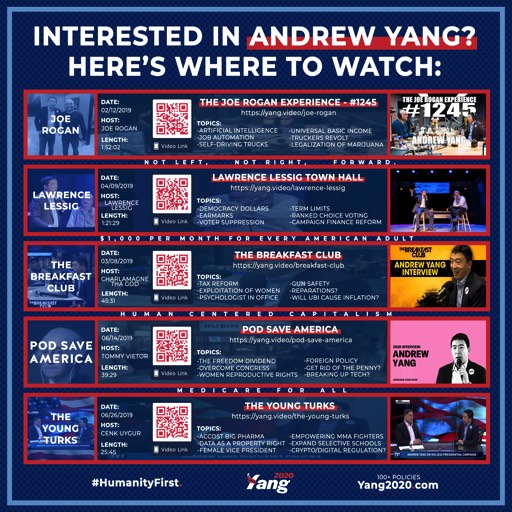 INTERESTED IN ANDREW YANG?
HERE'S WHERE TO WATCH:
JOE
ROGAN
DATE:
02/12/2019
HOST:
JOE ROGAN
LENGTH:
1:52:02
Video Link
THE JOE ROGAN EXPERIENCE - #1245
https://yang.video/joe-rogan
TOPICS:
-ARTIFICIAL INTELLIGENCE
-JOB AUTOMATION
-SELF-DRIVING TRUCKS
-UNIVERSAL BASIC INCOME
-TRUCKERS REVOLT
-LEGALIZATION OF MARIJUANA
THE JOE ROGAN EXPERIENCE
#1245
ANDREW YANG
NOT LEFT, NOT RIGHT, FORWARD.
LAWRENCE
LESSIG
DATE:
04/09/2019
HOST:
LAWRENCE
LESSIG
LENGTH:
1:21:29
Video Link
LAWRENCE LESSIG TOWN HALL
https://yang.video/lawrence-lessig
TOPICS:
-DEMOCRACY DOLLARS
-EARMARKS
-VOTER SUPPRESSION
-TERM LIMITS
-RANKED CHOICE VOTING
-CAMPAIGN FINANCE REFORM
$1,000 PER MONTH FOR EVERY AMERICAN ADULT
THE
BREAKFAST
CLUB
DATE:
03/08/2019
HOST:
CHARLAMAGNE
THA GOD
LENGTH:
45:31
Video Link
THE BREAKFAST CLUB
https://yang.video/breakfast-club
TOPICS:
-TAX REFORM
-EXPLOITATION OF WOMEN
-PSYCHOLOGIST IN OFFICE
-GUN SAFETY
-REPARATIONS?
-WILL UBI CAUSE INFLATION?
THE BREAKFAST
CLUB
ANDREW YANG
INTERVIEW
HUMAN CENTERED CAPITALISM
POD SAVE
AMERICA
DATE:
06/14/2019
HOST:
TOMMY VIETOR
LENGTH:
39:29
Video Link
POD SAVE AMERICA
https://yang.video/pod-save-america
TOPICS:
-THE FREEDOM DIVIDEND
-OVERCOME CONGRESS
-WOMEN REPRODUCTIVE RIGHTS
-FOREIGN POLICY
-GET RID OF THE PENNY?
-BREAKING UP TECH?
2020 INTERVIEW:
ANDREW
YANG
MEDICARE FOR ALL
THE
YOUNG
TURKS
DATE:
06/26/2019
HOST:
CENK UYGUR
LENGTH:
25:45
Video Link
THE YOUNG TURKS
https://yang.video/the-young-turks
TOPICS:
-ACCOST BIG PHARMA
-DATA AS A PROPERTY RIGHT
-FEMALE VICE PRESIDENT
-EMPOWERING MMA FIGHTERS
-EXPAND SELECTIVE SCHOOLS
-CRYPTO/DIGITAL REGULATION?
#HumanityFirst
Yang
2020
100+ POLICIES
Yang2020 com